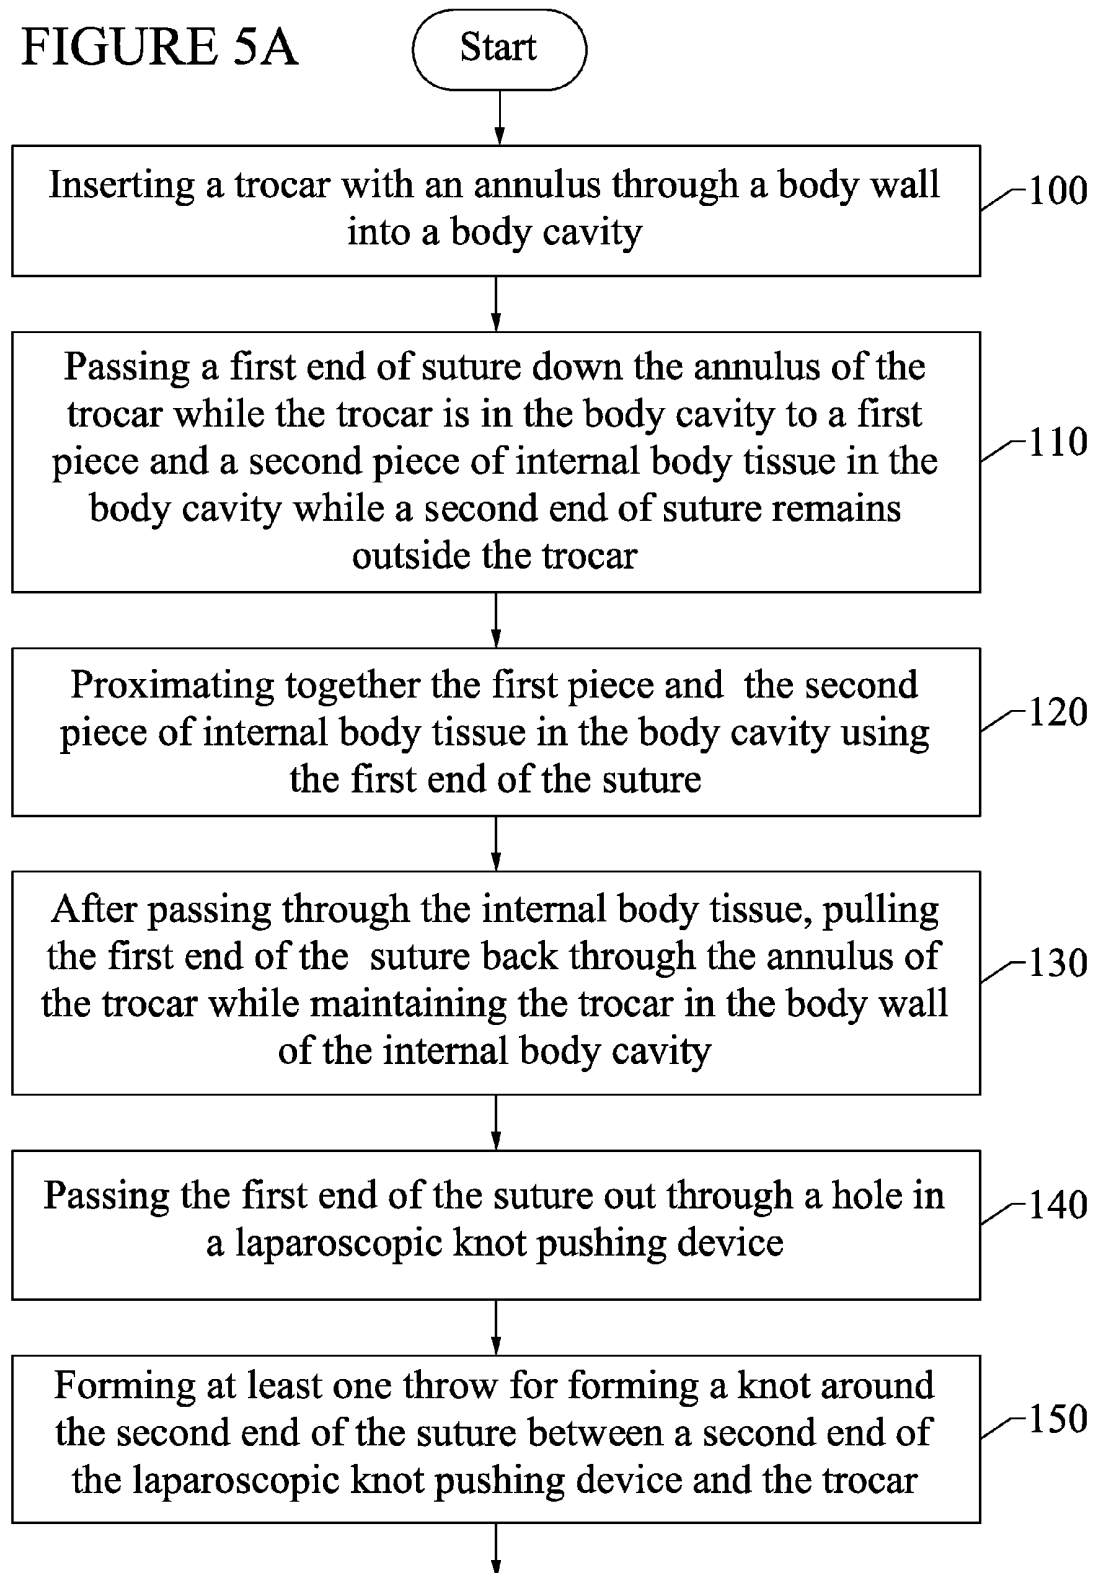 FIGURE 5A
Start
Inserting a trocar with an annulus through a body wall
into a body cavity
100
Passing a first end of suture down the annulus of the
trocar while the trocar is in the body cavity to a first
piece and a second piece of internal body tissue in the
body cavity while a second end of suture remains
outside the trocar
110
Proximating together the first piece and the second
piece of internal body tissue in the body cavity using
the first end of the suture
120
After passing through the internal body tissue, pulling
the first end of the suture back through the annulus of
the trocar while maintaining the trocar in the body wall
of the internal body cavity
130
Passing the first end of the suture out through a hole in
a laparoscopic knot pushing device
140
Forming at least one throw for forming a knot around
the second end of the suture between a second end of
the laparoscopic knot pushing device and the trocar
150